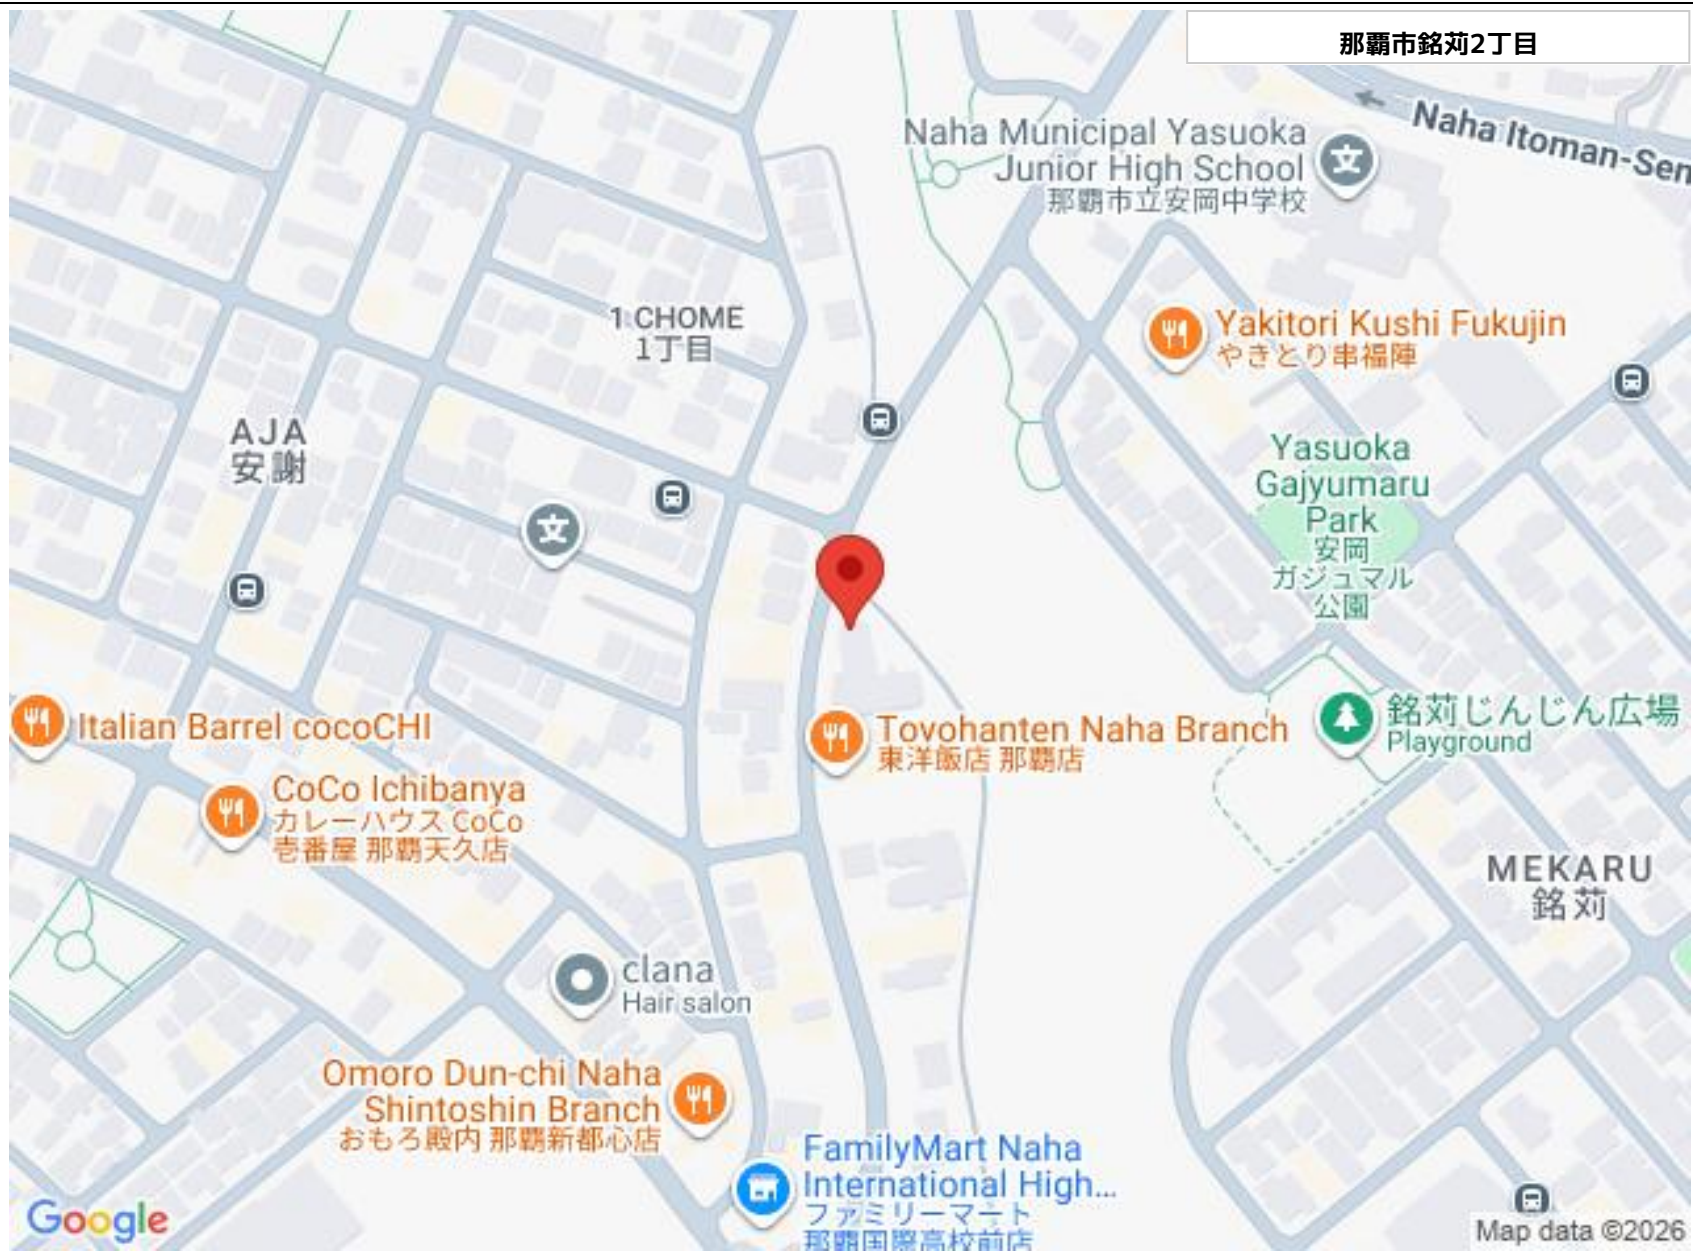 那覇市銘苅2丁目
Naha Itoman-Sen
Naha Municipal Yasuoka
Junior High School
那覇市立安岡中学校
文
1 CHOME
1丁目
Yakitori Kushi Fukujin
やきとり串福陣
AJA
安謝
文
Yasuoka
Gajyumaru
Park
安岡
ガジュマル
公園
Italian Barrel cocoCHI
Tovohanten Naha Branch
東洋飯店 那覇店
銘苅じんじん広場
Playground
CoCo Ichibanya
カレーハウス CoCo
壱番屋 那覇天久店
MEKARU
銘苅
clana
Hair salon
Omoro Dun-chi Naha
Shintoshin Branch
おもろ殿内 那覇新都心店
FamilyMart Naha
International High...
ファミリーマート
那覇国際高校前店
Google
Map data ©2026